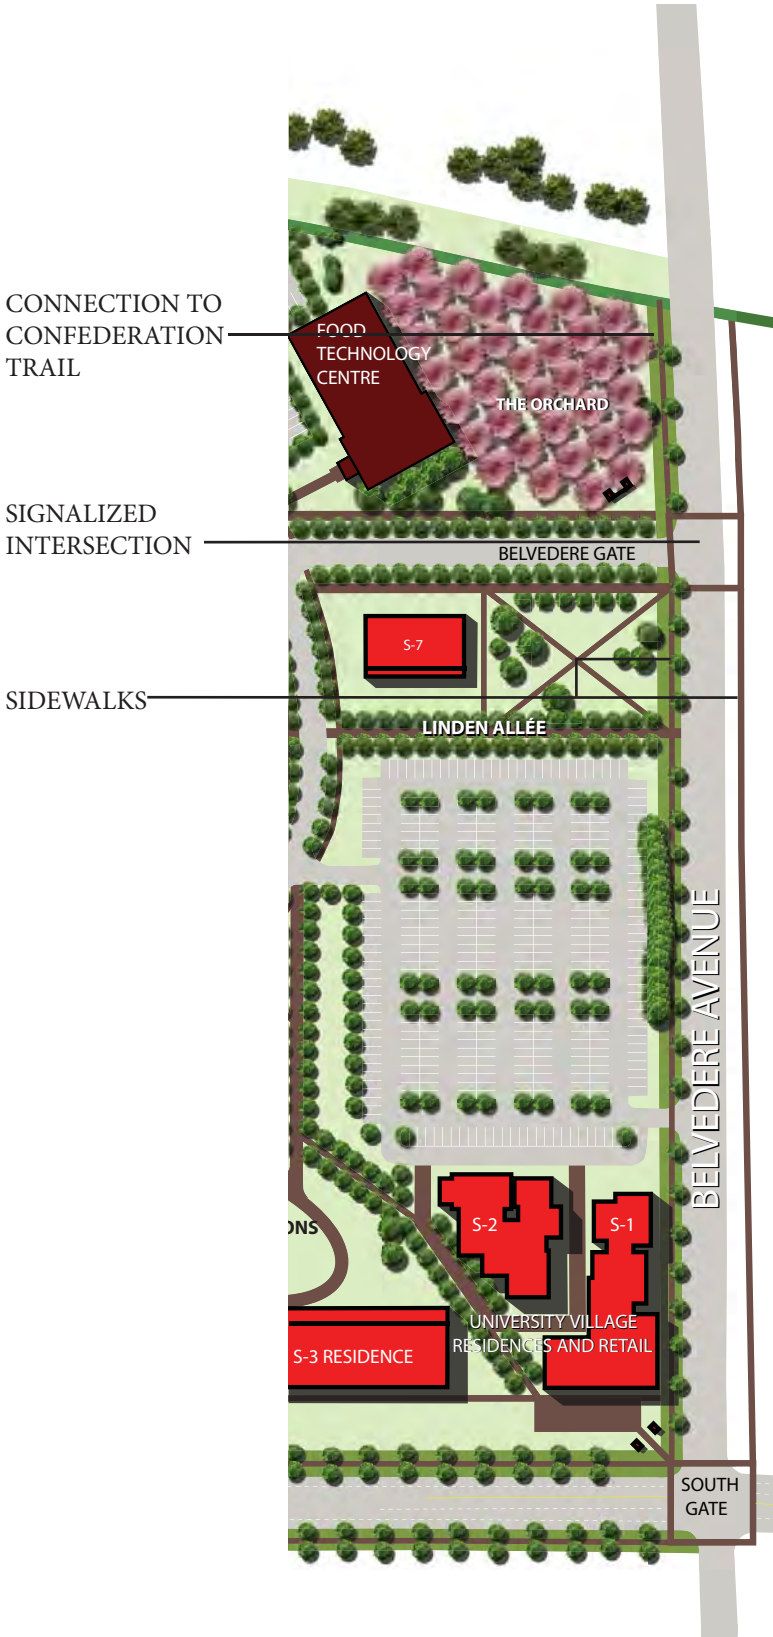 CONNECTION TO
CONFEDERATION
TRAIL
FOOD
TECHNOLOGY
CENTRE
THE ORCHARD
SIGNALIZED
INTERSECTION
BELVEDERE GATE
S-7
SIDEWALKS
LINDEN ALLÉE
BELVEDERE AVENUE
S-2
S-1
ONS
UNIVERSITY VILLAGE
RESIDENCES AND RETAIL
S-3 RESIDENCE
SOUTH
GATE